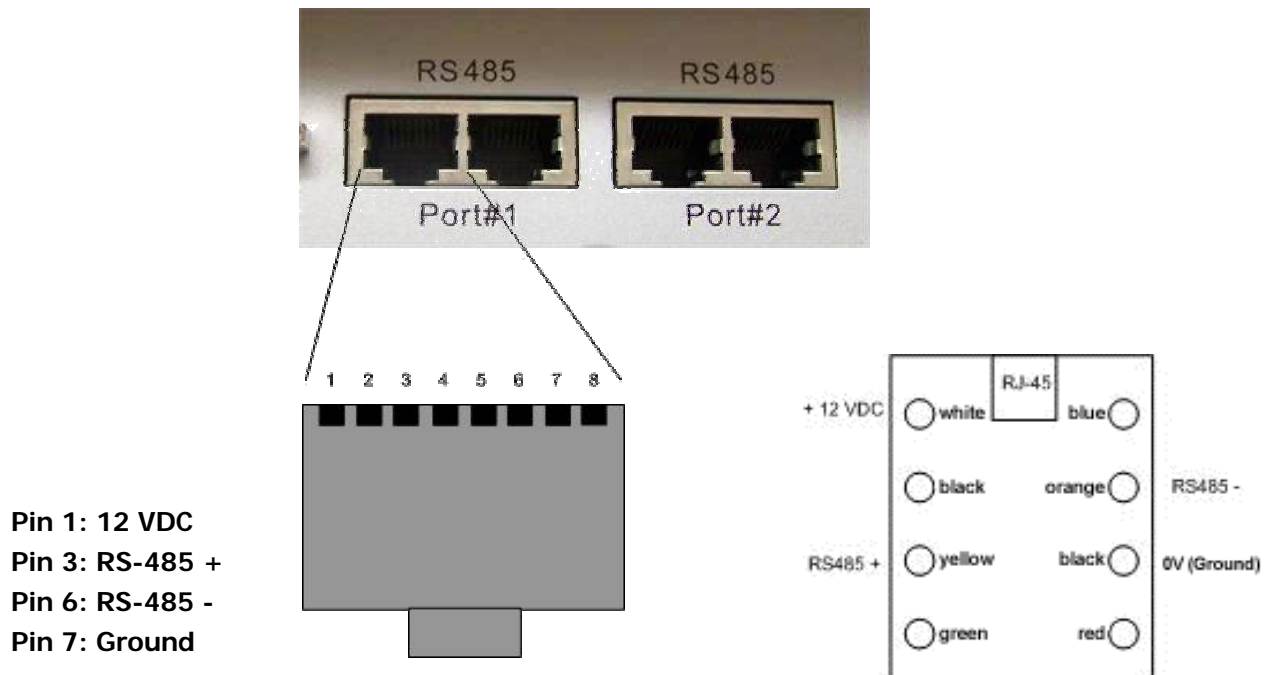 RS485 RS485
Port#1 Port#2
1 2 3 4 5 6 7 8
Pin 1: 12 VDC
Pin 3: RS-485 +
Pin 6: RS-485 -
Pin 7: Ground
RJ-45
+ 12 VDC white blue
black orange RS485 -
RS485 + yellow black 0V (Ground)
green red